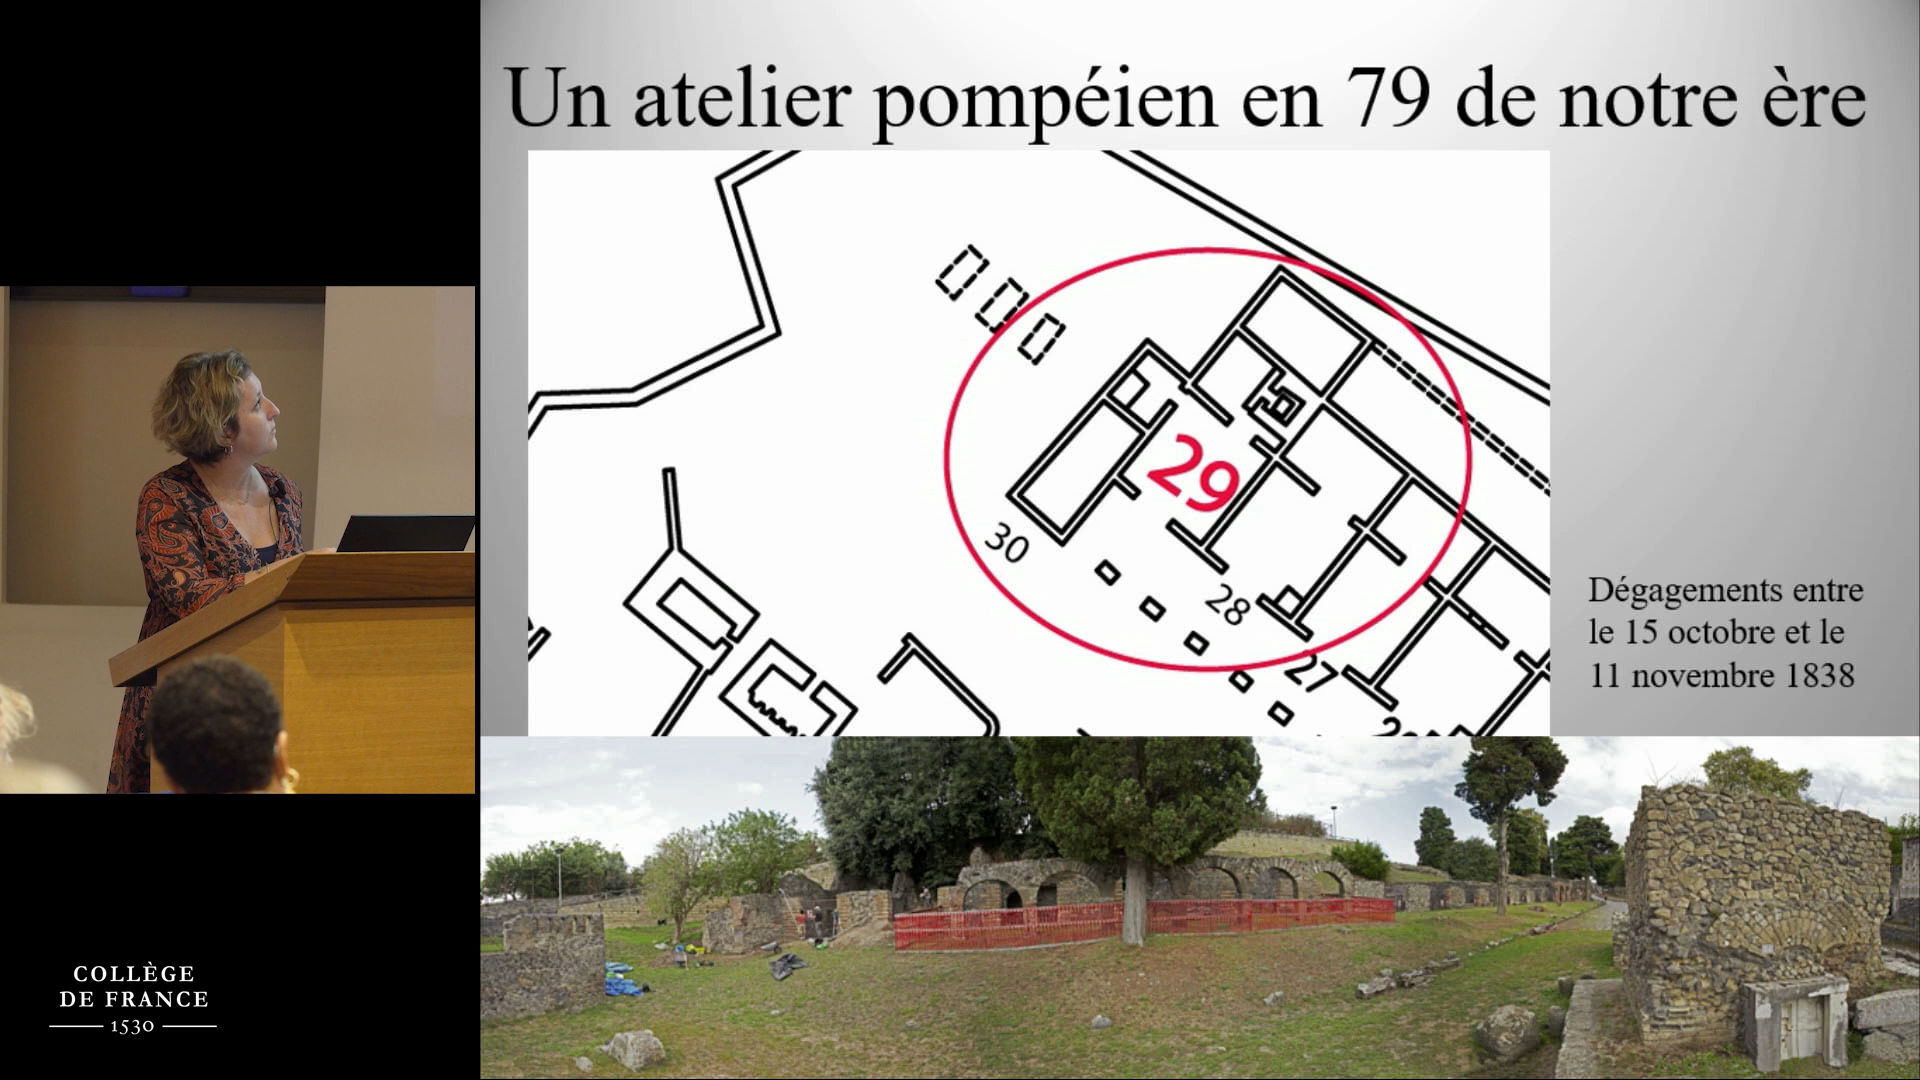 Un atelier pompéien en 79 de notre ère
29
30
28
27
Dégagements entre
le 15 octobre et le
11 novembre 1838
COLLÈGE
DE FRANCE
1530